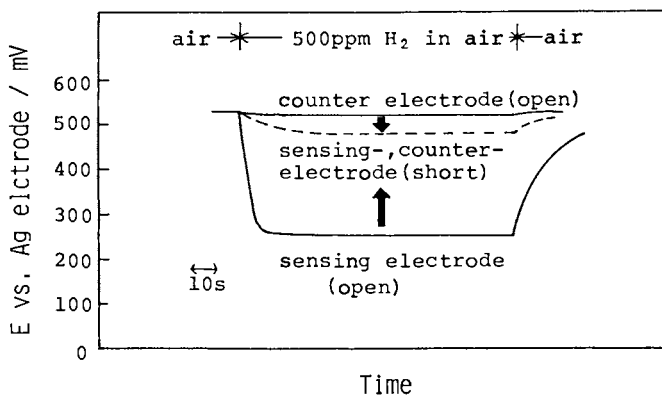 air 500ppm H₂ in air air
E vs. Ag elctrode / mV
600
500
400
300
200
100
0
counter electrode(open)
sensing-,counter-
electrode(short)
sensing electrode
(open)
10s
Time